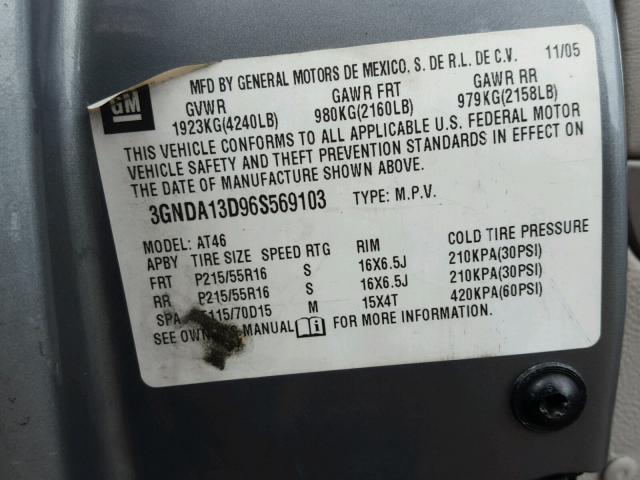 GM
MFD BY GENERAL MOTORS DE MEXICO, S. DE R.L. DE C.V. 11/05
GVWR GAWR FRT GAWR RR
1923KG(4240LB) 980KG(2160LB) 979KG(2158LB)
THIS VEHICLE CONFORMS TO ALL APPLICABLE U.S. FEDERAL MOTOR
VEHICLE SAFETY AND THEFT PREVENTION STANDARDS IN EFFECT ON
THE DATE OF MANUFACTURE SHOWN ABOVE.
3GNDA13D96S569103 TYPE: M.P.V.
MODEL: AT46
APBY TIRE SIZE SPEED RTG RIM COLD TIRE PRESSURE
FRT P215/55R16 S 16X6.5J 210KPA(30PSI)
RR P215/55R16 S 16X6.5J 210KPA(30PSI)
SPA 115/70D15 M 15X4T 420KPA(60PSI)
SEE MANUAL FOR MORE INFORMATION.